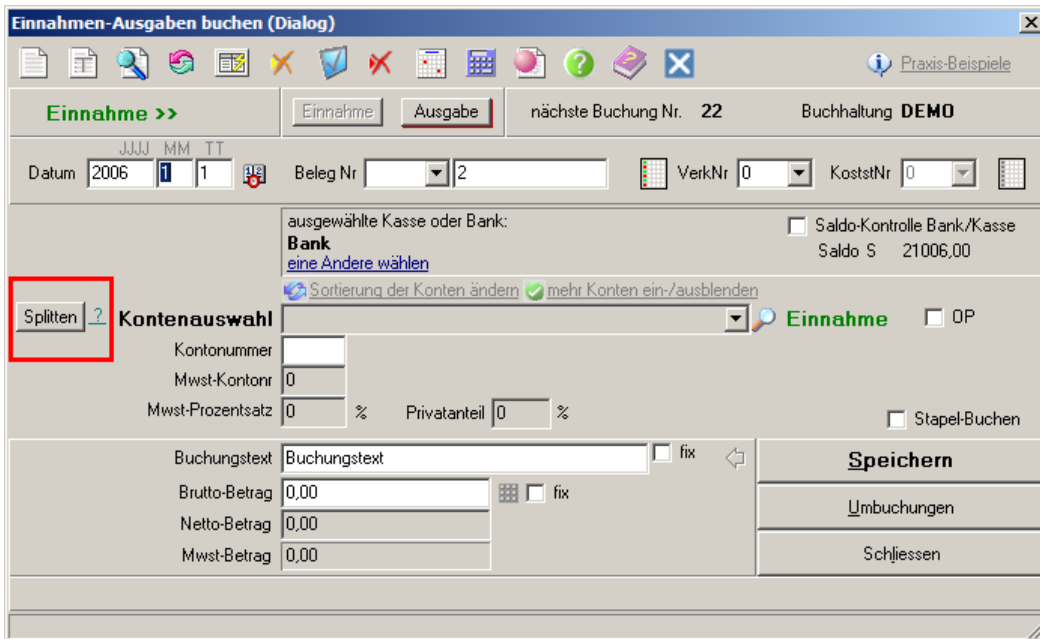 Einnahmen-Ausgaben buchen (Dialog)
Praxis-Beispiele
Einnahme >> Einnahme Ausgabe nächste Buchung Nr. 22 Buchhaltung DEMO
JJJJ MM TT
Datum 2006 1 1 Beleg Nr 2 VerkNr 0 KoststNr 0
ausgewählte Kasse oder Bank: Saldo-Kontrolle Bank/Kasse
Bank Saldo S 21006,00
eine Andere wählen
Sortierung der Konten ändern mehr Konten ein-/ausblenden
Splitten ? Kontenauswahl Einnahme OP
Kontonummer
Mwst-Kontonr 0
Mwst-Prozentsatz 0 % Privatanteil 0 % Stapel-Buchen
Buchungstext Buchungstext fix Speichern
Brutto-Betrag 0,00 fix Umbuchungen
Netto-Betrag 0,00
Mwst-Betrag 0,00 Schliessen